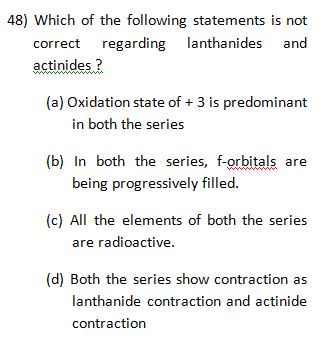 48) Which of the following statements is not
correct regarding lanthanides and
actinides ?
(a) Oxidation state of + 3 is predominant
in both the series
(b) In both the series, f-orbitals are
being progressively filled.
(c) All the elements of both the series
are radioactive.
(d) Both the series show contraction as
lanthanide contraction and actinide
contraction